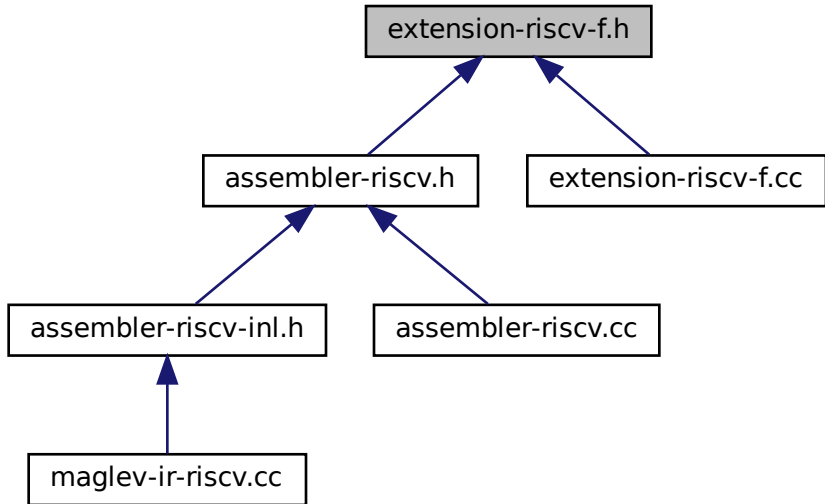 extension-riscv-f.h
assembler-riscv.h
extension-riscv-f.cc
assembler-riscv-inl.h
assembler-riscv.cc
maglev-ir-riscv.cc